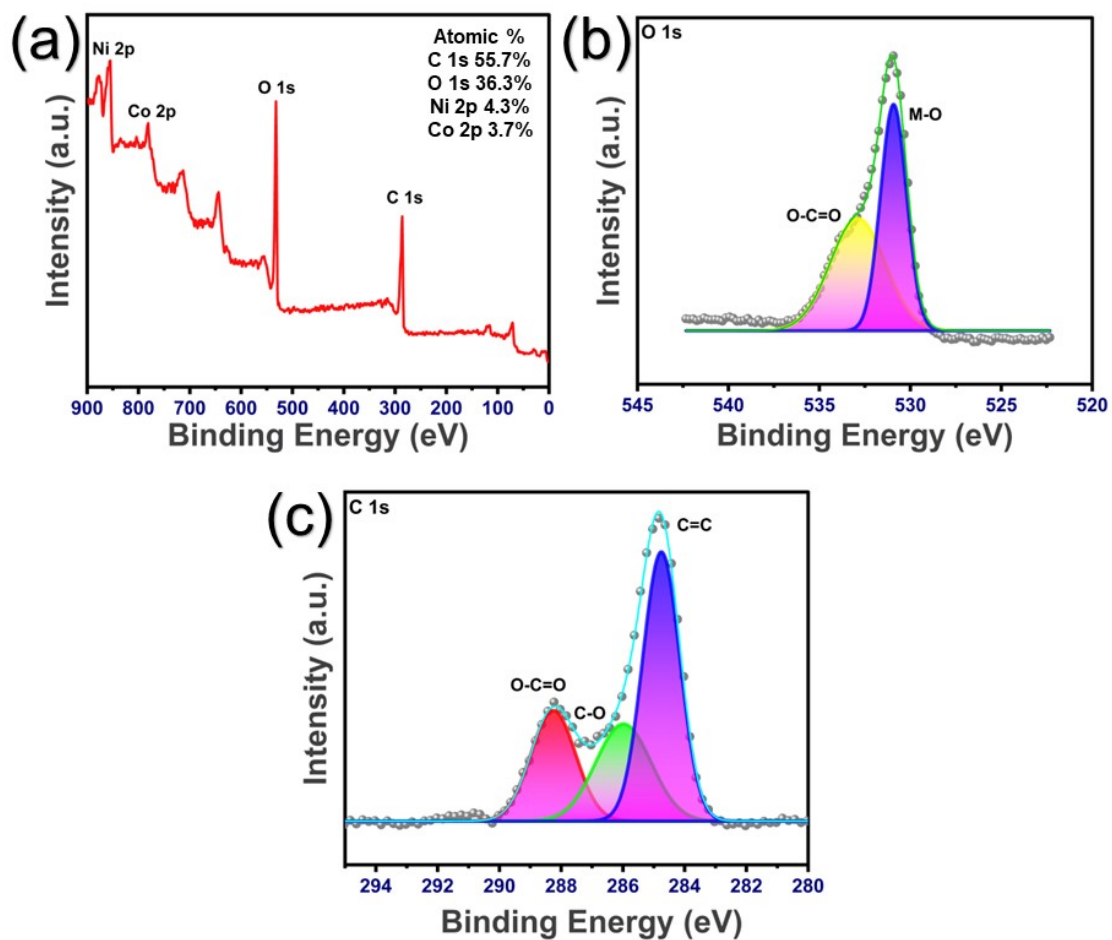 (a)
Ni 2p
Co 2p
O 1s
C 1s
Atomic %
C 1s 55.7%
O 1s 36.3%
Ni 2p 4.3%
Co 2p 3.7%
Intensity (a.u.)
900 800 700 600 500 400 300 200 100 0
Binding Energy (eV)
(b)
O 1s
M-O
O-C=O
Intensity (a.u.)
545 540 535 530 525 520
Binding Energy (eV)
(c)
C 1s
C=C
O-C=O
C-O
Intensity (a.u.)
294 292 290 288 286 284 282 280
Binding Energy (eV)